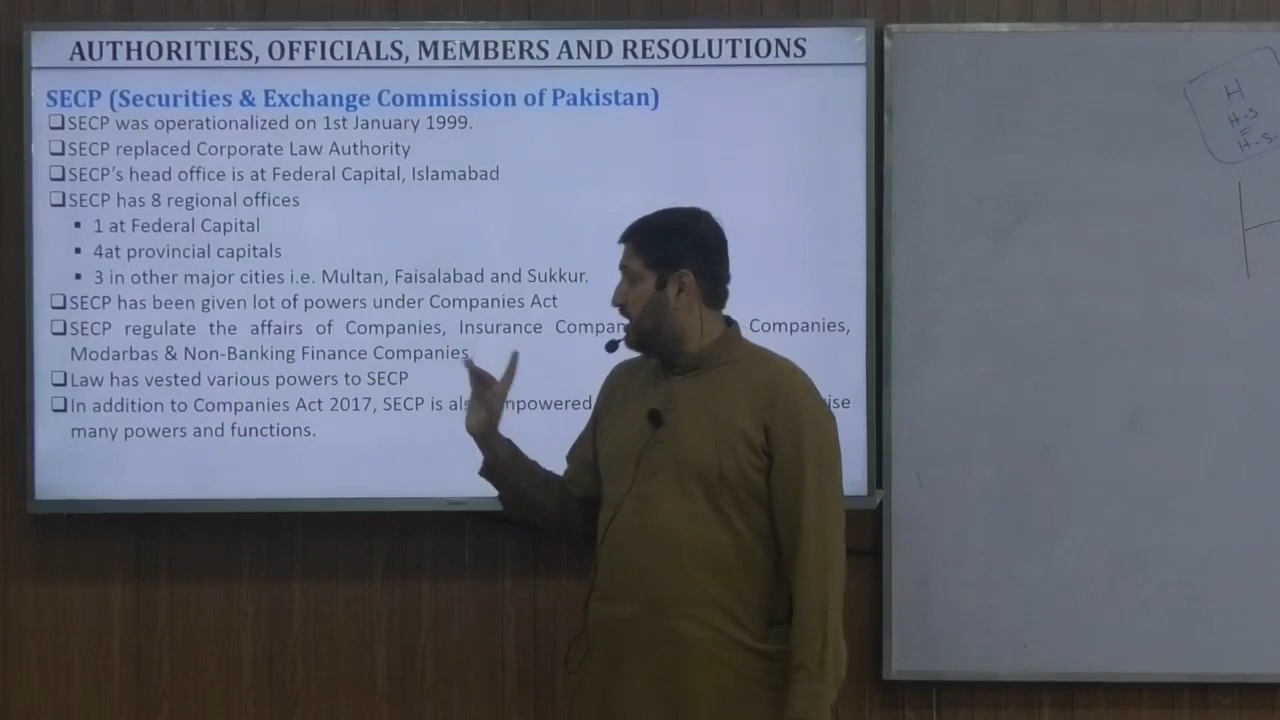 AUTHORITIES, OFFICIALS, MEMBERS AND RESOLUTIONS
SECP (Securities & Exchange Commission of Pakistan)
❑SECP was operationalized on 1st January 1999.
❑SECP replaced Corporate Law Authority
❑SECP's head office is at Federal Capital, Islamabad
❑SECP has 8 regional offices
▪ 1 at Federal Capital
▪ 4at provincial capitals
▪ 3 in other major cities i.e. Multan, Faisalabad and Sukkur.
❑SECP has been given lot of powers under Companies Act
❑SECP regulate the affairs of Companies, Insurance Companies,
Modarbas & Non-Banking Finance Companies
❑Law has vested various powers to SECP
❑In addition to Companies Act 2017, SECP is
many powers and functions.
H
H-S
H-S-